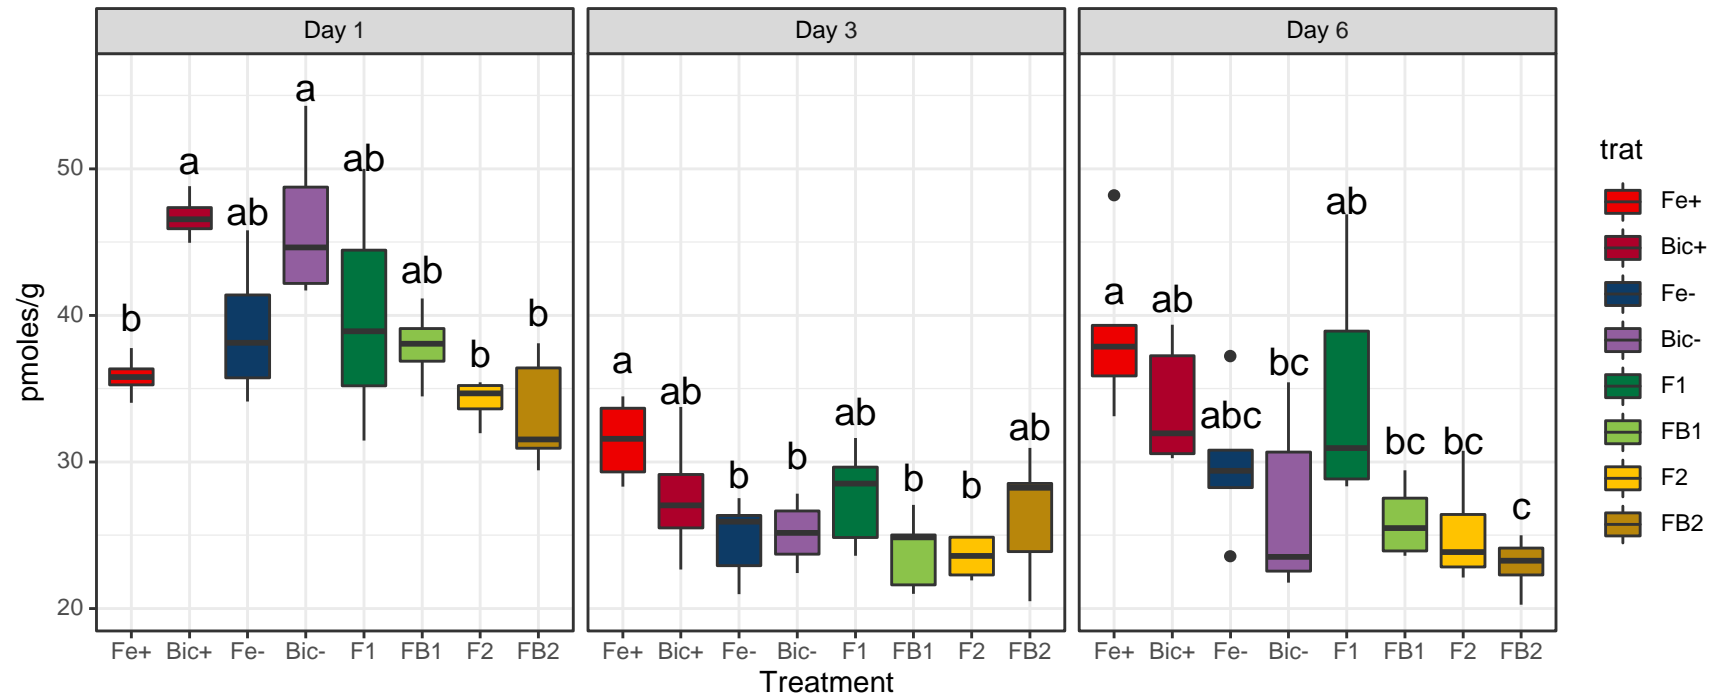 Day 1 Day 3 Day 6
a
a
ab
ab
ab
b
b
b
a
ab
b
b
ab
b
b
ab
a
ab
abc
bc
ab
bc
bc
c
50
40
30
20
pmoles/g
Fe+ Bic+ Fe- Bic- F1 FB1 F2 FB2
Fe+ Bic+ Fe- Bic- F1 FB1 F2 FB2
Fe+ Bic+ Fe- Bic- F1 FB1 F2 FB2
Treatment
trat
Fe+
Bic+
Fe-
Bic-
F1
FB1
F2
FB2